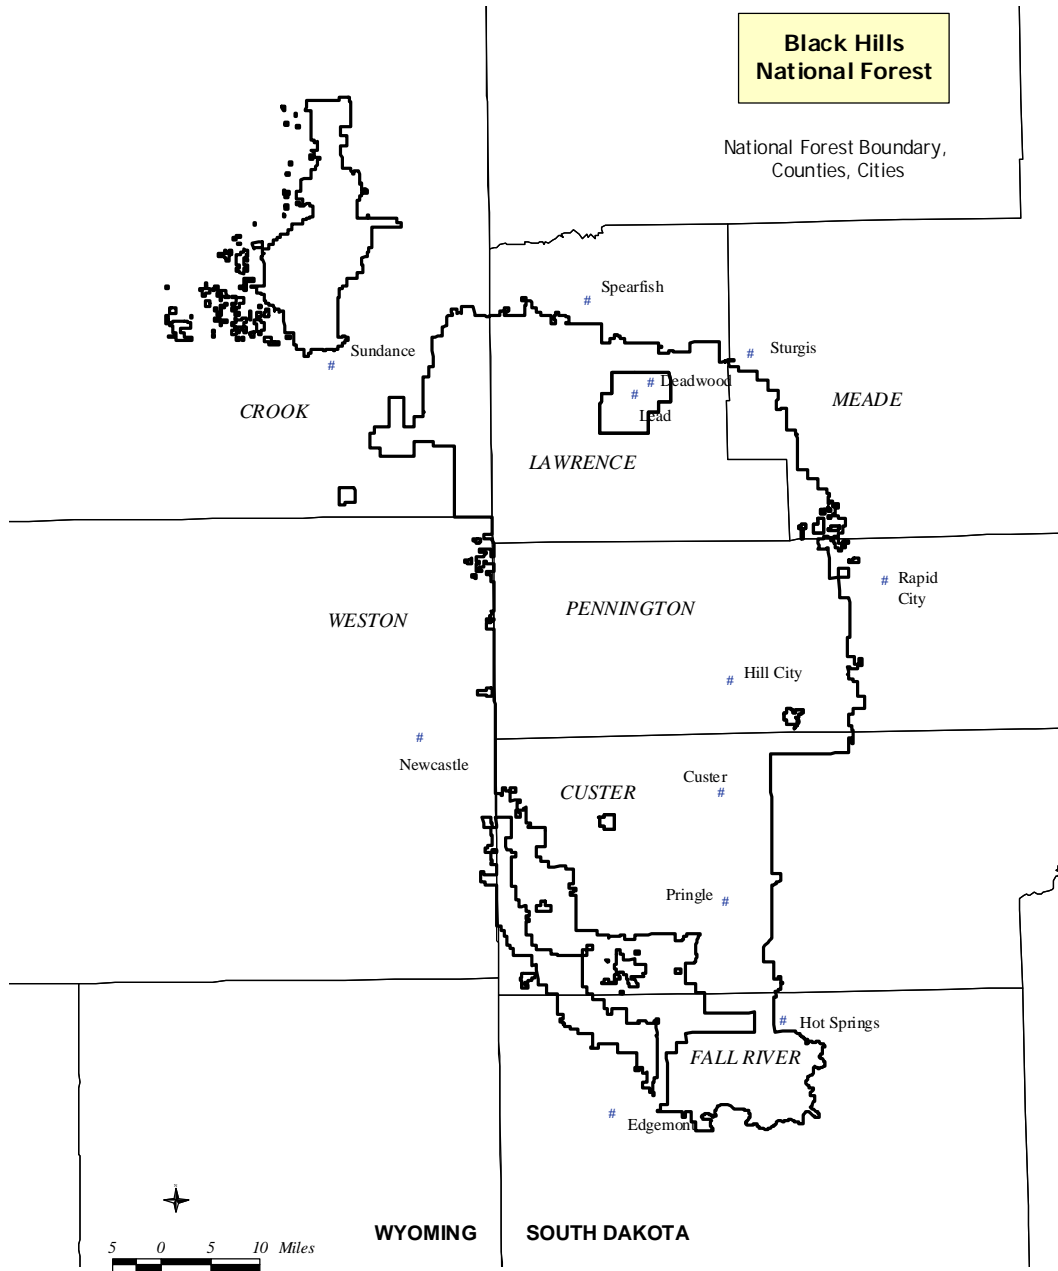 Black Hills
National Forest
National Forest Boundary,
Counties, Cities
# Spearfish
# Sturgis
Sundance
#
# Deadwood
#
Lead
CROOK
MEADE
LAWRENCE
# Rapid
City
PENNINGTON
WESTON
# Hill City
#
Newcastle
Custer
#
CUSTER
Pringle #
# Hot Springs
FALL RIVER
#
Edgemont
WYOMING
SOUTH DAKOTA
5 0 5 10 Miles